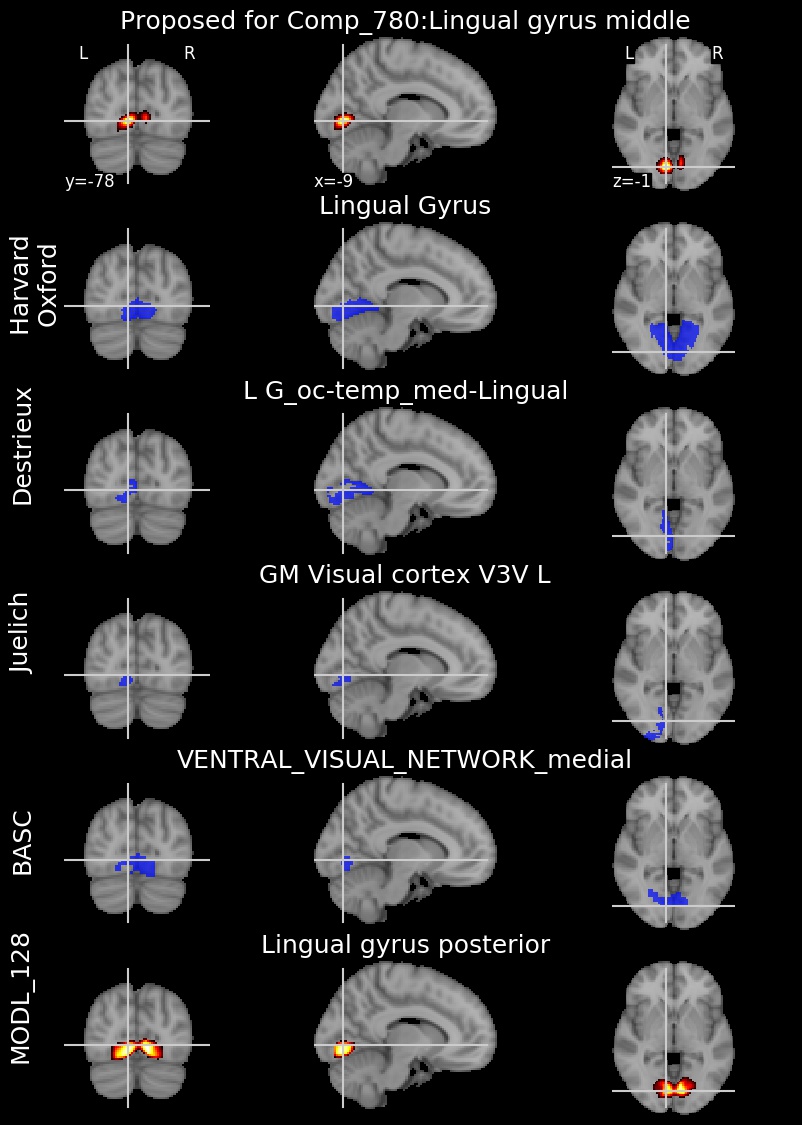 Proposed for Comp_780:Lingual gyrus middle
L R L R
y=-78 x=-9 z=-1
Lingual Gyrus
Harvard
Oxford
L G_oc-temp_med-Lingual
Destrieux
GM Visual cortex V3V L
Juelich
VENTRAL_VISUAL_NETWORK_medial
BASC
Lingual gyrus posterior
MODL_128